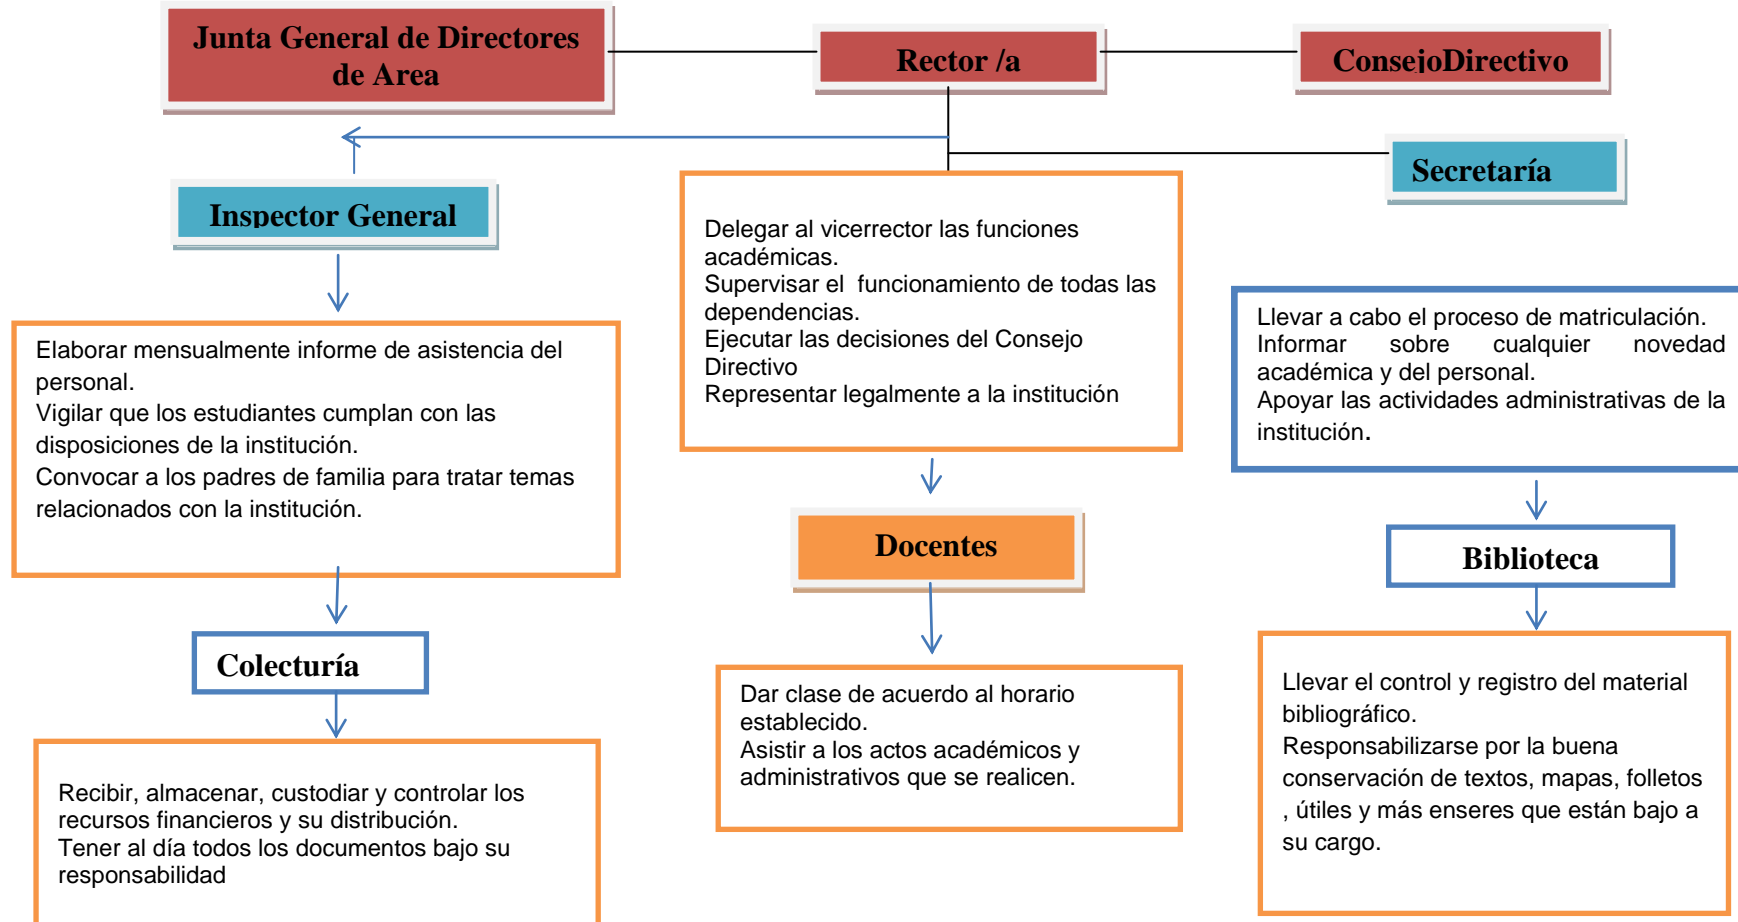 Junta General de Directores
de Area
Rector /a
ConsejoDirectivo
Secretaría
Inspector General
Delegar al vicerrector las funciones
académicas.
Supervisar el  funcionamiento de todas las
dependencias.
Ejecutar las decisiones del Consejo
Directivo
Representar legalmente a la institución
Llevar a cabo el proceso de matriculación.
Informar sobre cualquier novedad
académica y del personal.
Apoyar las actividades administrativas de la
institución.
Elaborar mensualmente informe de asistencia del
personal.
Vigilar que los estudiantes cumplan con las
disposiciones de la institución.
Convocar a los padres de familia para tratar temas
relacionados con la institución.
Docentes
Biblioteca
Colecturía
Dar clase de acuerdo al horario
establecido.
Asistir a los actos académicos y
administrativos que se realicen.
Llevar el control y registro del material
bibliográfico.
Responsabilizarse por la buena
conservación de textos, mapas, folletos
, útiles y más enseres que están bajo a
su cargo.
Recibir, almacenar, custodiar y controlar los
recursos financieros y su distribución.
Tener al día todos los documentos bajo su
responsabilidad